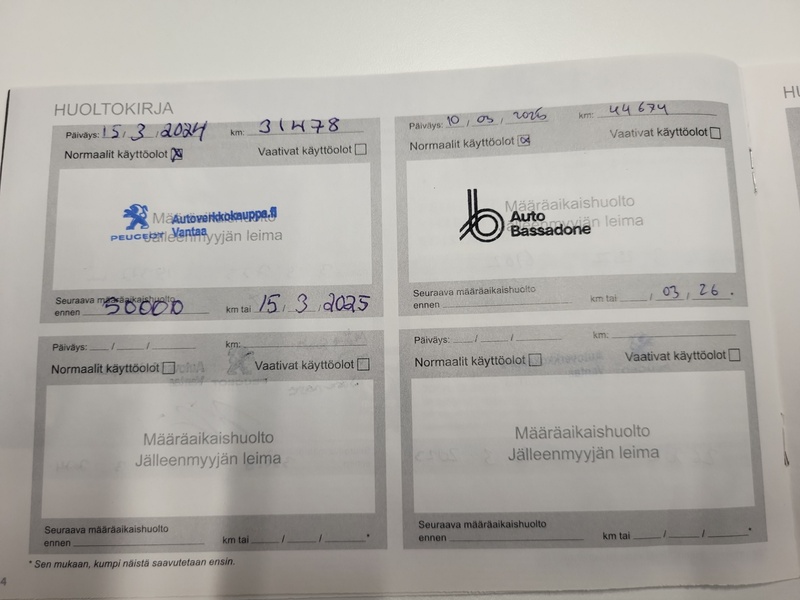 HUOLTOKIRJA
Päiväys: 15.3.2024 km: 31478
Normaalit käyttöolot Vaativat käyttöolot
Määräaikaishuolto
Jälleenmyyjän leima
PEUGEOT
Autoverkkokauppa.fi
Vantaa
Seuraava määräaikaishuolto
ennen 50000 km tai 15.3.2025
Päiväys: 10/03/2026 km: 44674
Normaalit käyttöolot Vaativat käyttöolot
Määräaikaishuolto
Jälleenmyyjän leima
Auto
Bassadone
Seuraava määräaikaishuolto
ennen km tai / 03, 26.
Päiväys: / / km:
Normaalit käyttöolot Vaativat käyttöolot
Määräaikaishuolto
Jälleenmyyjän leima
Seuraava määräaikaishuolto
ennen km tai / / *
Päiväys: / / km:
Normaalit käyttöolot Vaativat käyttöolot
Määräaikaishuolto
Jälleenmyyjän leima
Seuraava määräaikaishuolto
ennen km tai / / *
* Sen mukaan, kumpi näistä saavutetaan ensin.
4